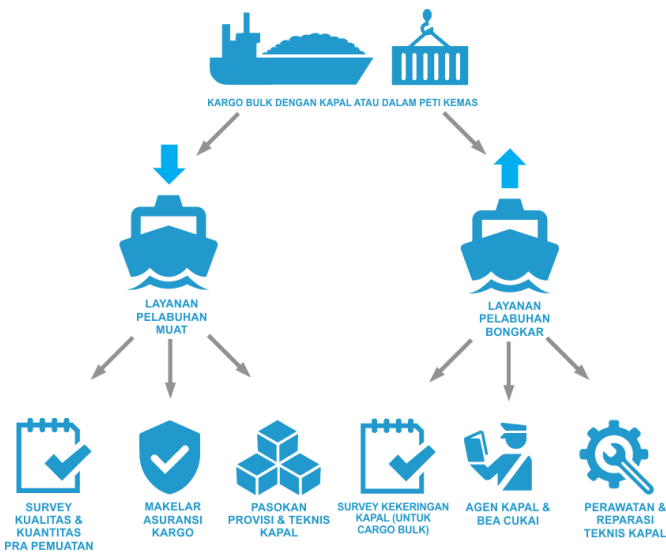 KARGO BULK DENGAN KAPAL ATAU DALAM PETI KEMAS
LAYANAN
PELABUHAN
MUAT
LAYANAN
PELABUHAN
BONGKAR
SURVEY
KUALITAS &
KUANTITAS
PRA PEMUATAN
MAKELAR
ASURANSI
KARGO
PASOKAN
PROVISI & TEKNIS
KAPAL
SURVEY KEKERINGAN
KAPAL (UNTUK
CARGO BULK)
AGEN KAPAL &
BEA CUKAI
PERAWATAN &
REPARASI
TEKNIS KAPAL